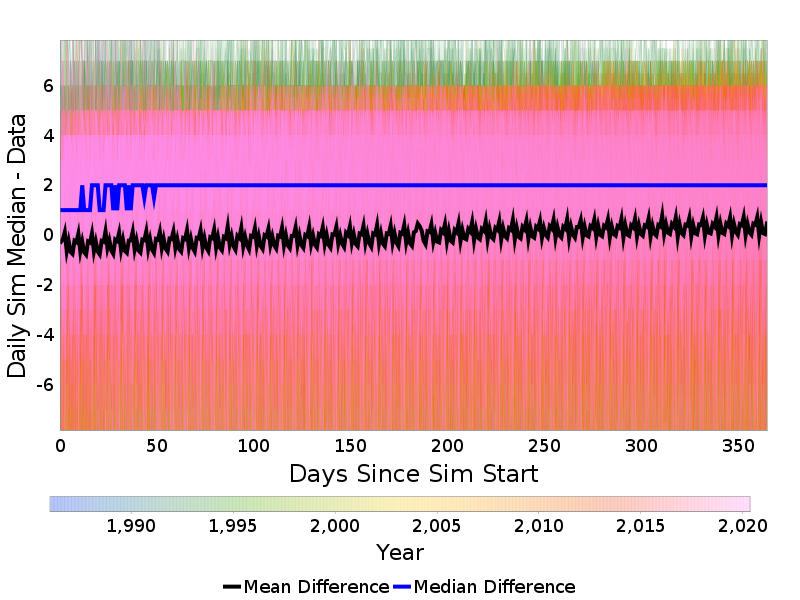 Daily Sim Median - Data
6
4
2
0
-2
-4
-6
0 50 100 150 200 250 300 350
Days Since Sim Start
1,990 1,995 2,000 2,005 2,010 2,015 2,020
Year
Mean Difference Median Difference